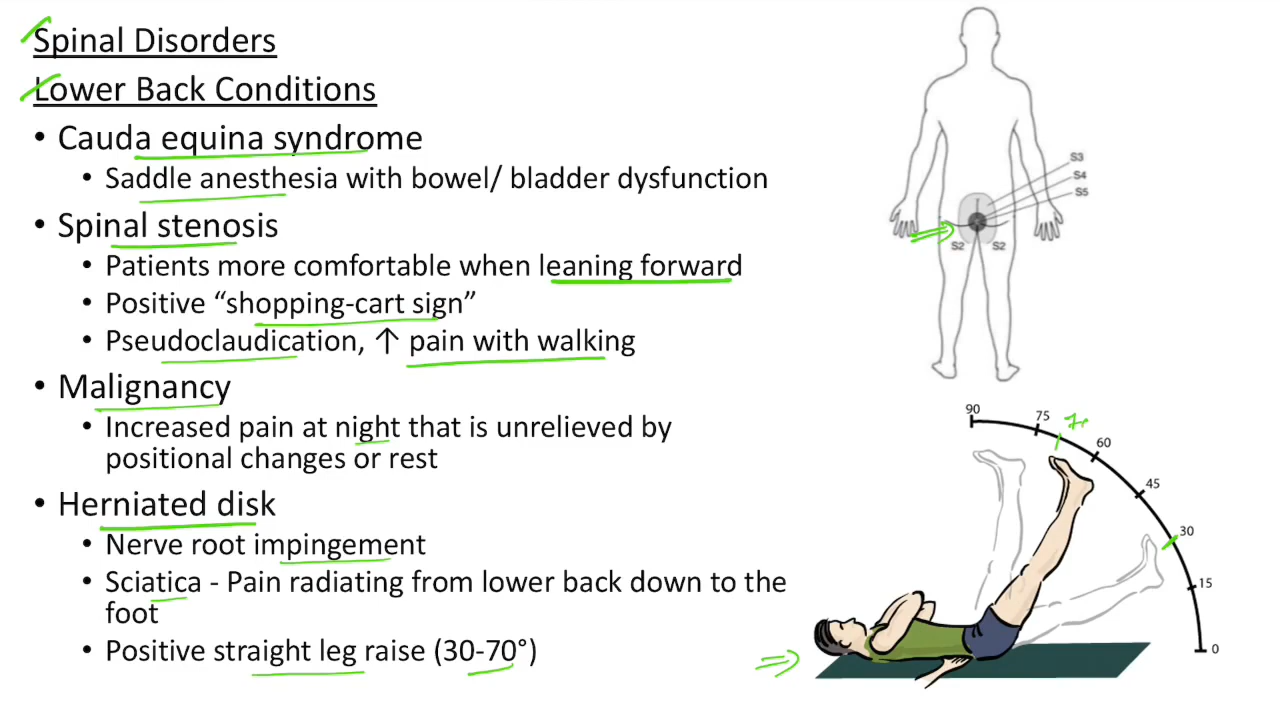 Spinal Disorders
Lower Back Conditions
• Cauda equina syndrome
• Saddle anesthesia with bowel/ bladder dysfunction
• Spinal stenosis
• Patients more comfortable when leaning forward
• Positive “shopping-cart sign”
• Pseudoclaudication, ↑ pain with walking
• Malignancy
• Increased pain at night that is unrelieved by
positional changes or rest
• Herniated disk
• Nerve root impingement
• Sciatica - Pain radiating from lower back down to the
foot
• Positive straight leg raise (30-70°)
S3
S4
S5
S2 S2
90
75
60
45
30
15
0